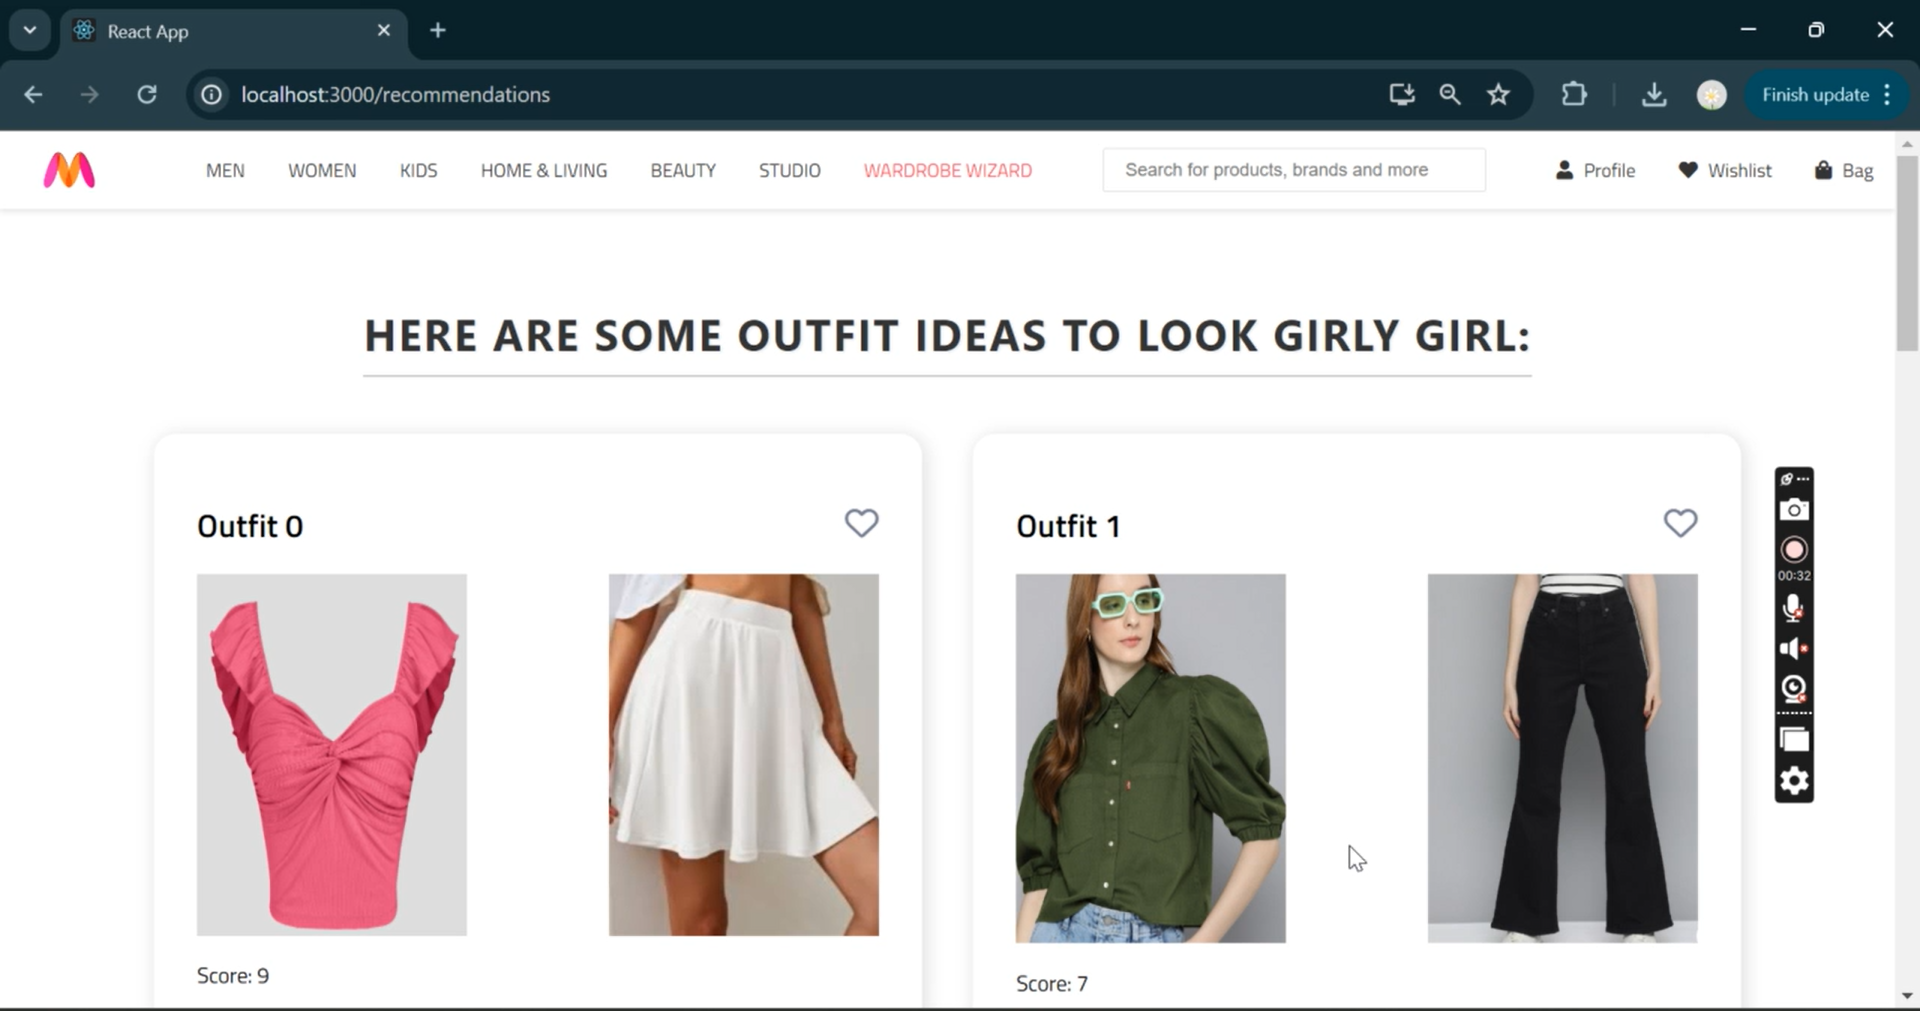 React App
localhost:3000/recommendations
Finish update
MEN WOMEN KIDS HOME & LIVING BEAUTY STUDIO WARDROBE WIZARD Search for products, brands and more Profile Wishlist Bag
HERE ARE SOME OUTFIT IDEAS TO LOOK GIRLY GIRL:
Outfit 0
Outfit 1
00:32
Score: 9
Score: 7